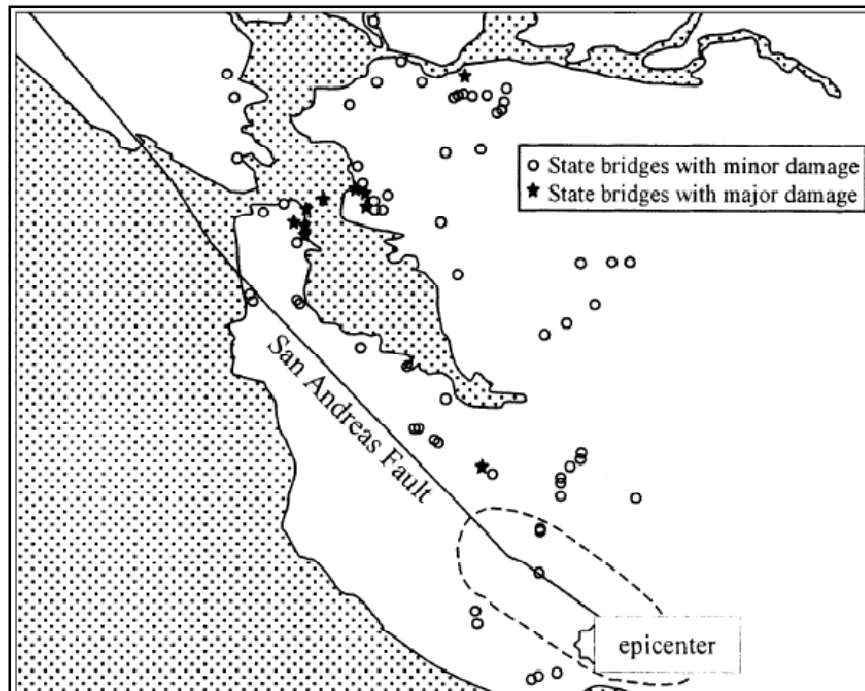 State bridges with minor damage
State bridges with major damage
San Andreas Fault
epicenter